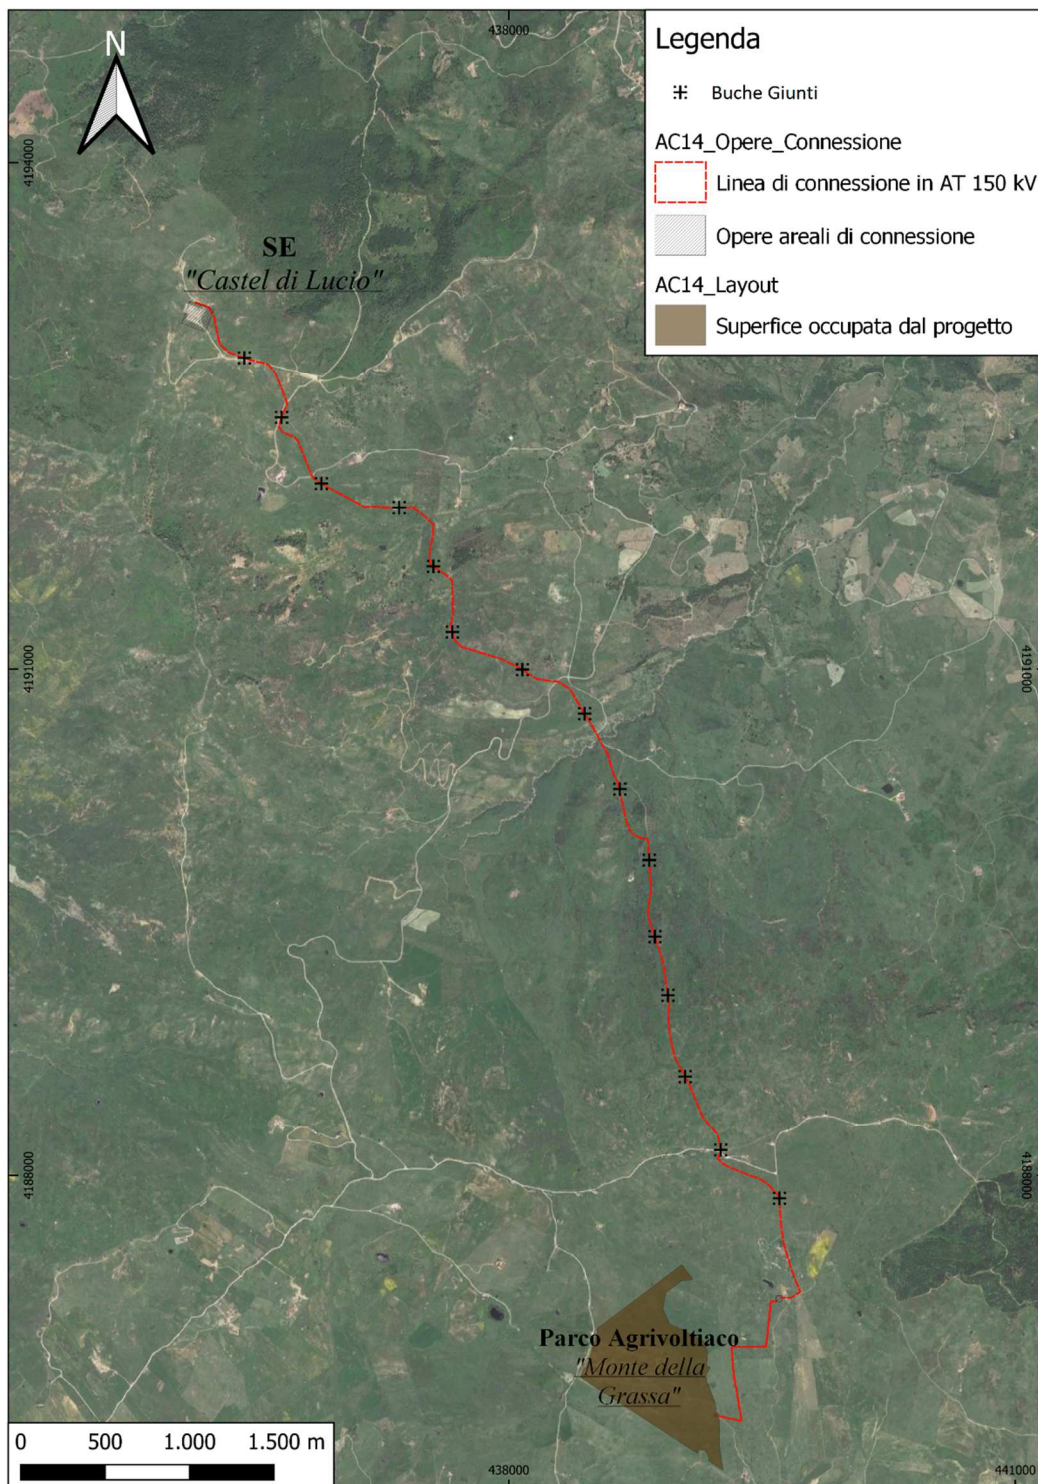 438000
N
Legenda
Buche Giunti
AC14_Opere_Connessione
Linea di connessione in AT 150 kV
Opere areali di connessione
AC14_Layout
Superfice occupata dal progetto
4194000
SE
"Castel di Lucio"
4191000
4191000
4188000
4188000
Parco Agrivoltiaco
"Monte della
Grassa"
0 500 1.000 1.500 m
438000
441000